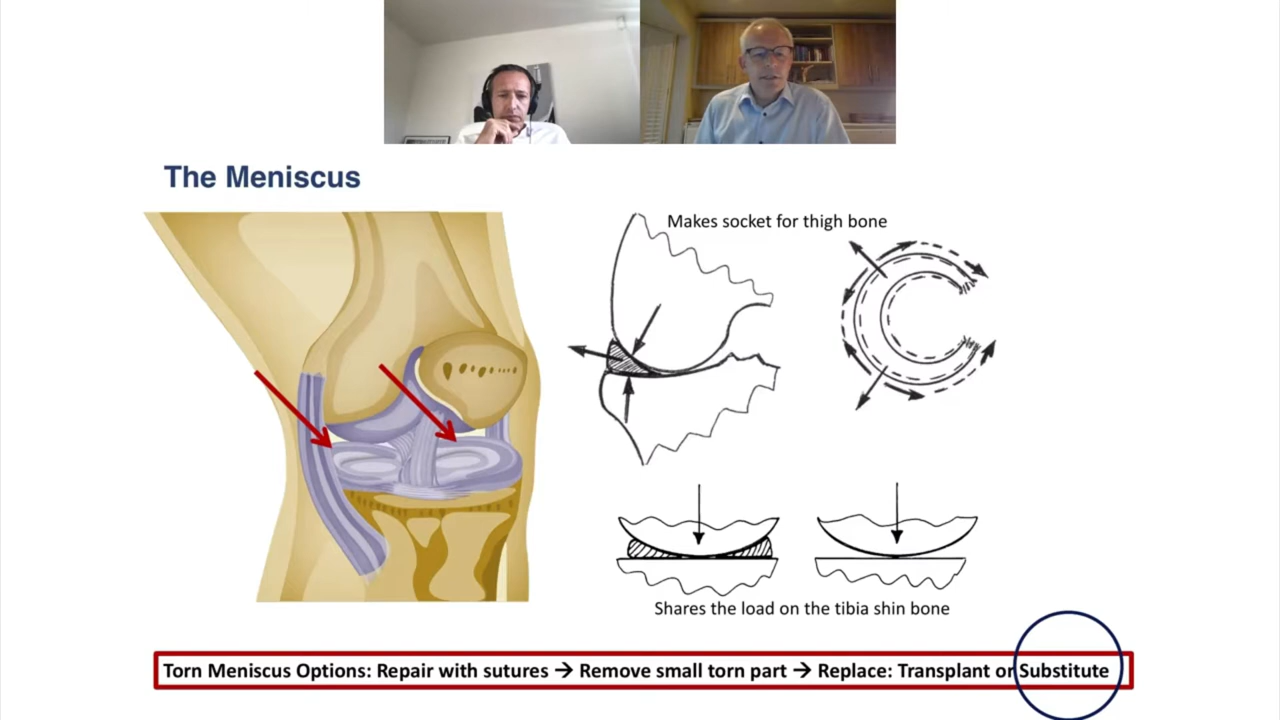 The Meniscus
Makes socket for thigh bone
Shares the load on the tibia shin bone
Torn Meniscus Options: Repair with sutures → Remove small torn part → Replace: Transplant or Substitute